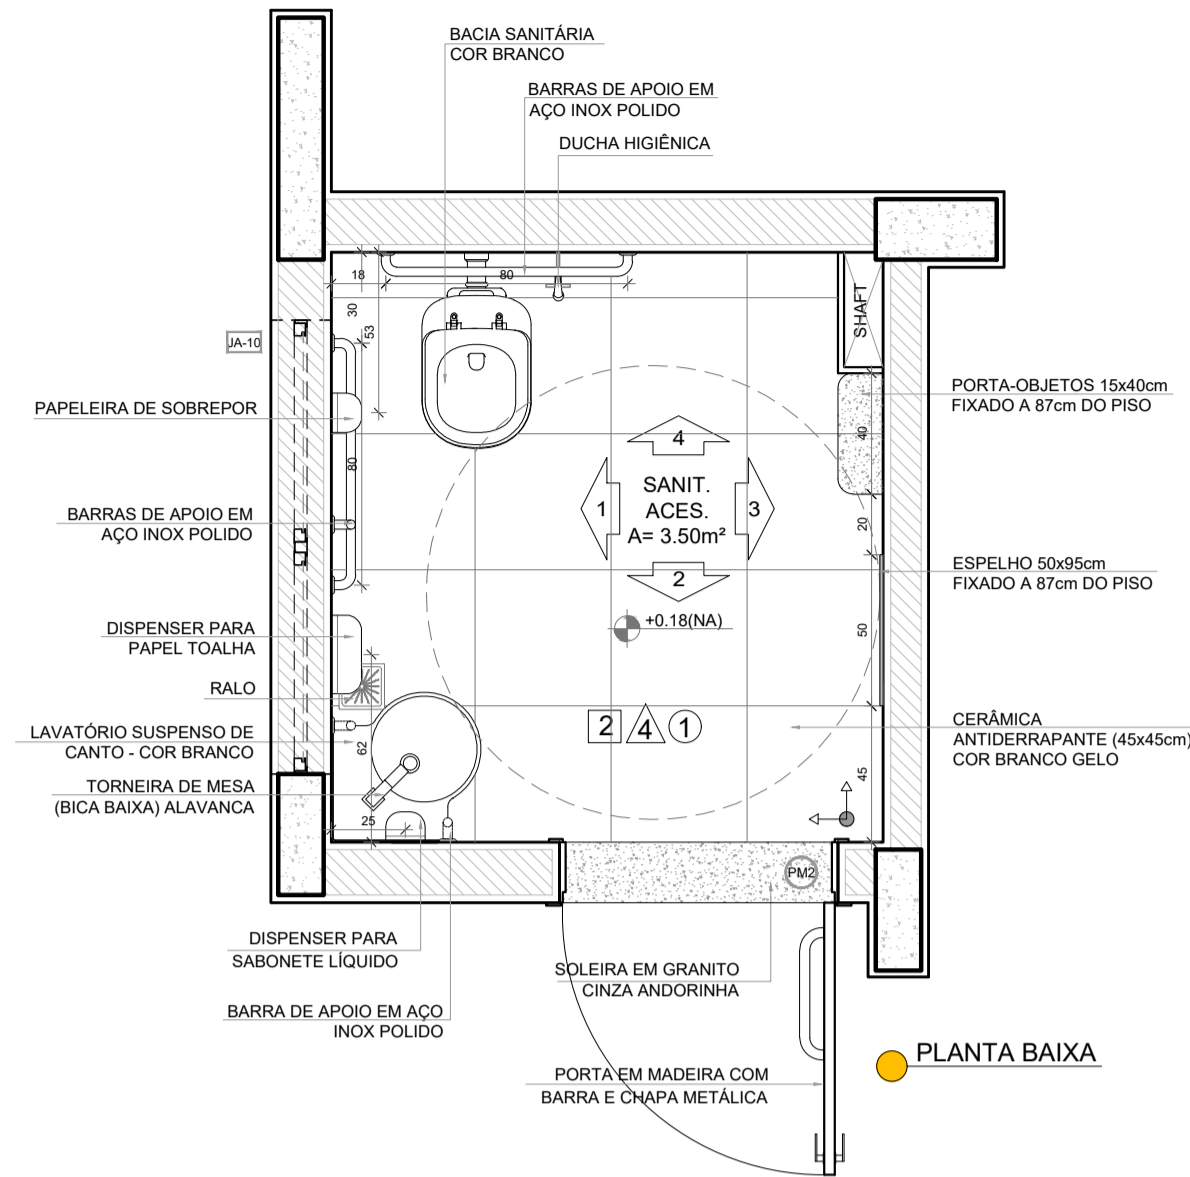 BACIA SANITÁRIA
COR BRANCO
BARRAS DE APOIO EM
AÇO INOX POLIDO
DUCHA HIGIÊNICA
18
80
30
53
SHAFT
JA-10
PAPELEIRA DE SOBREPOR
PORTA-OBJETOS 15x40cm
FIXADO A 87cm DO PISO
40
4
80
SANIT.
ACES.
A= 3.50m²
1
3
2
BARRAS DE APOIO EM
AÇO INOX POLIDO
20
ESPELHO 50x95cm
FIXADO A 87cm DO PISO
+0.18(NA)
50
DISPENSER PARA
PAPEL TOALHA
RALO
LAVATÓRIO SUSPENSO DE
CANTO - COR BRANCO
62
2 4 1
CERÂMICA
ANTIDERRAPANTE (45x45cm)
COR BRANCO GELO
TORNEIRA DE MESA
(BICA BAIXA) ALAVANCA
45
25
PM2
DISPENSER PARA
SABONETE LÍQUIDO
SOLEIRA EM GRANITO
CINZA ANDORINHA
BARRA DE APOIO EM AÇO
INOX POLIDO
PLANTA BAIXA
PORTA EM MADEIRA COM
BARRA E CHAPA METÁLICA